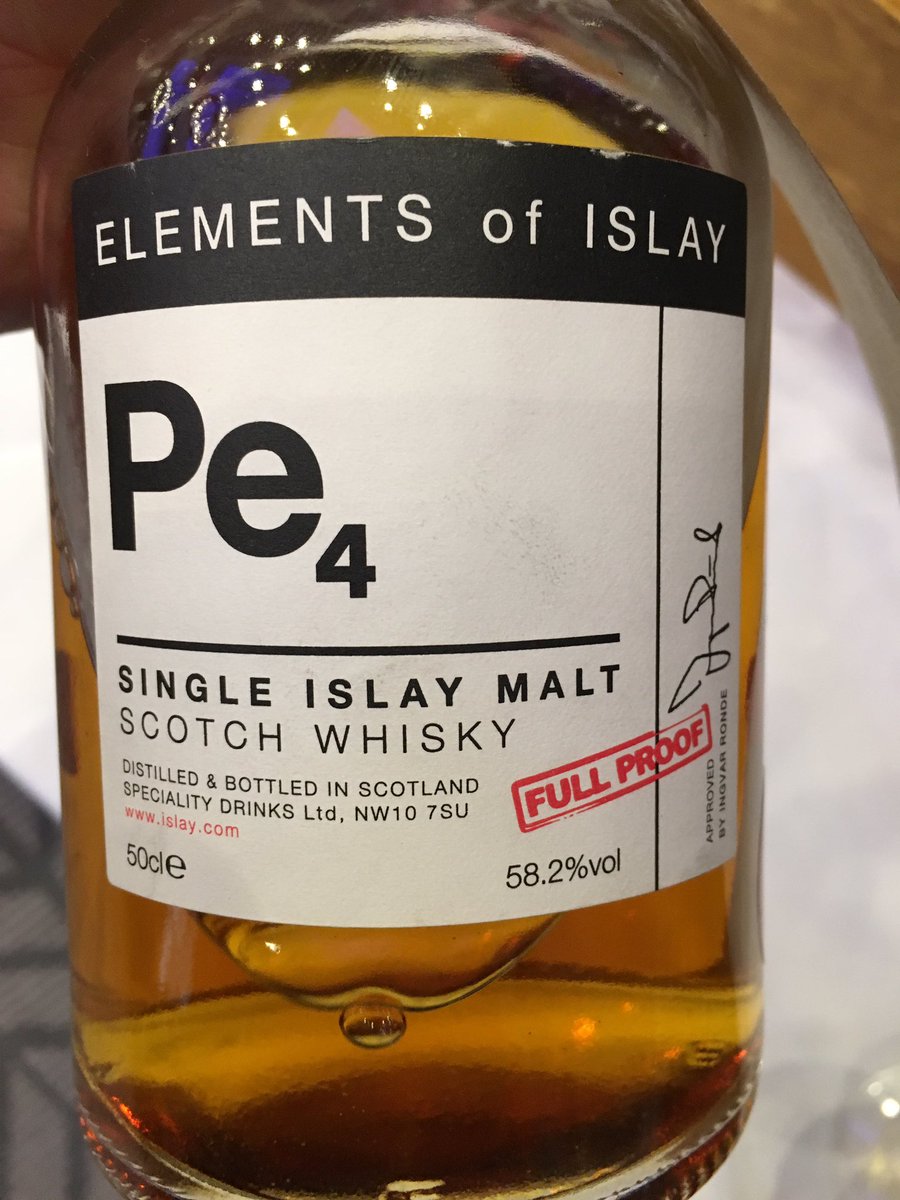 ELEMENTS of ISLAY
Pe4
SINGLE ISLAY MALT
SCOTCH WHISKY
DISTILLED & BOTTLED IN SCOTLAND
SPECIALITY DRINKS Ltd, NW10 7SU
www.islay.com
50cl℮
58.2%vol
FULL PROOF
APPROVED
BY INGVAR RONDE